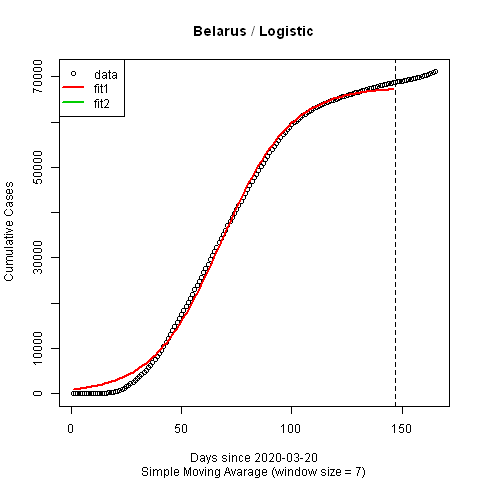 Belarus / Logistic
data
fit1
fit2
Cumulative Cases
0
10000
30000
50000
70000
0
50
100
150
Days since 2020-03-20
Simple Moving Avarage (window size = 7)